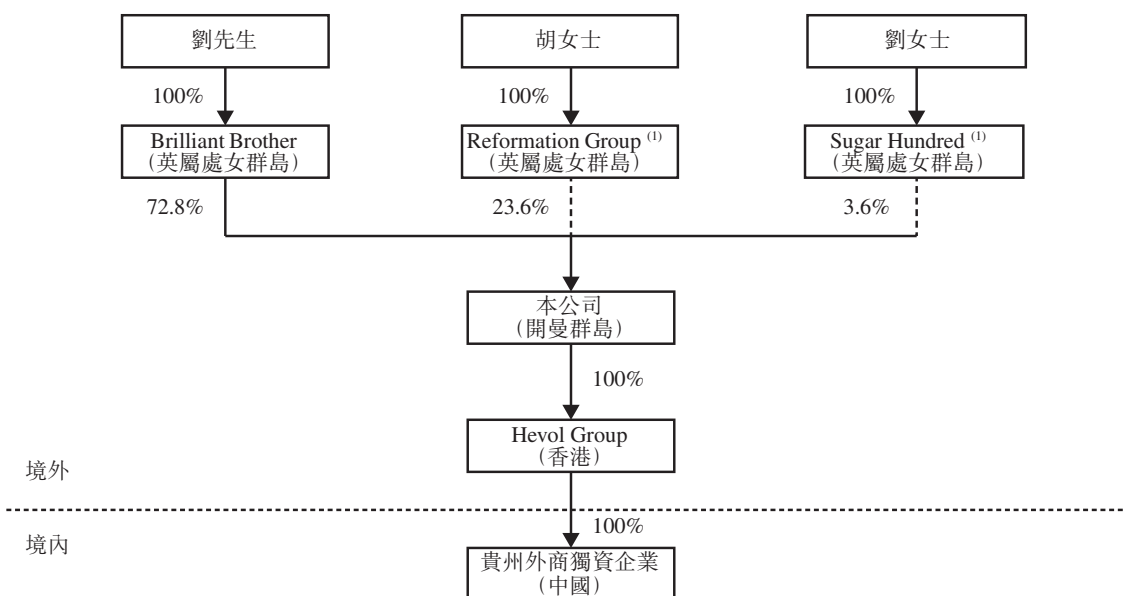 劉先生
胡女士
劉女士
100%
100%
100%
Brilliant Brother
（英屬處女群島）
Reformation Group (1)
（英屬處女群島）
Sugar Hundred (1)
（英屬處女群島）
72.8%
23.6%
3.6%
本公司
（開曼群島）
100%
Hevol Group
（香港）
境外
100%
境內
貴州外商獨資企業
（中國）